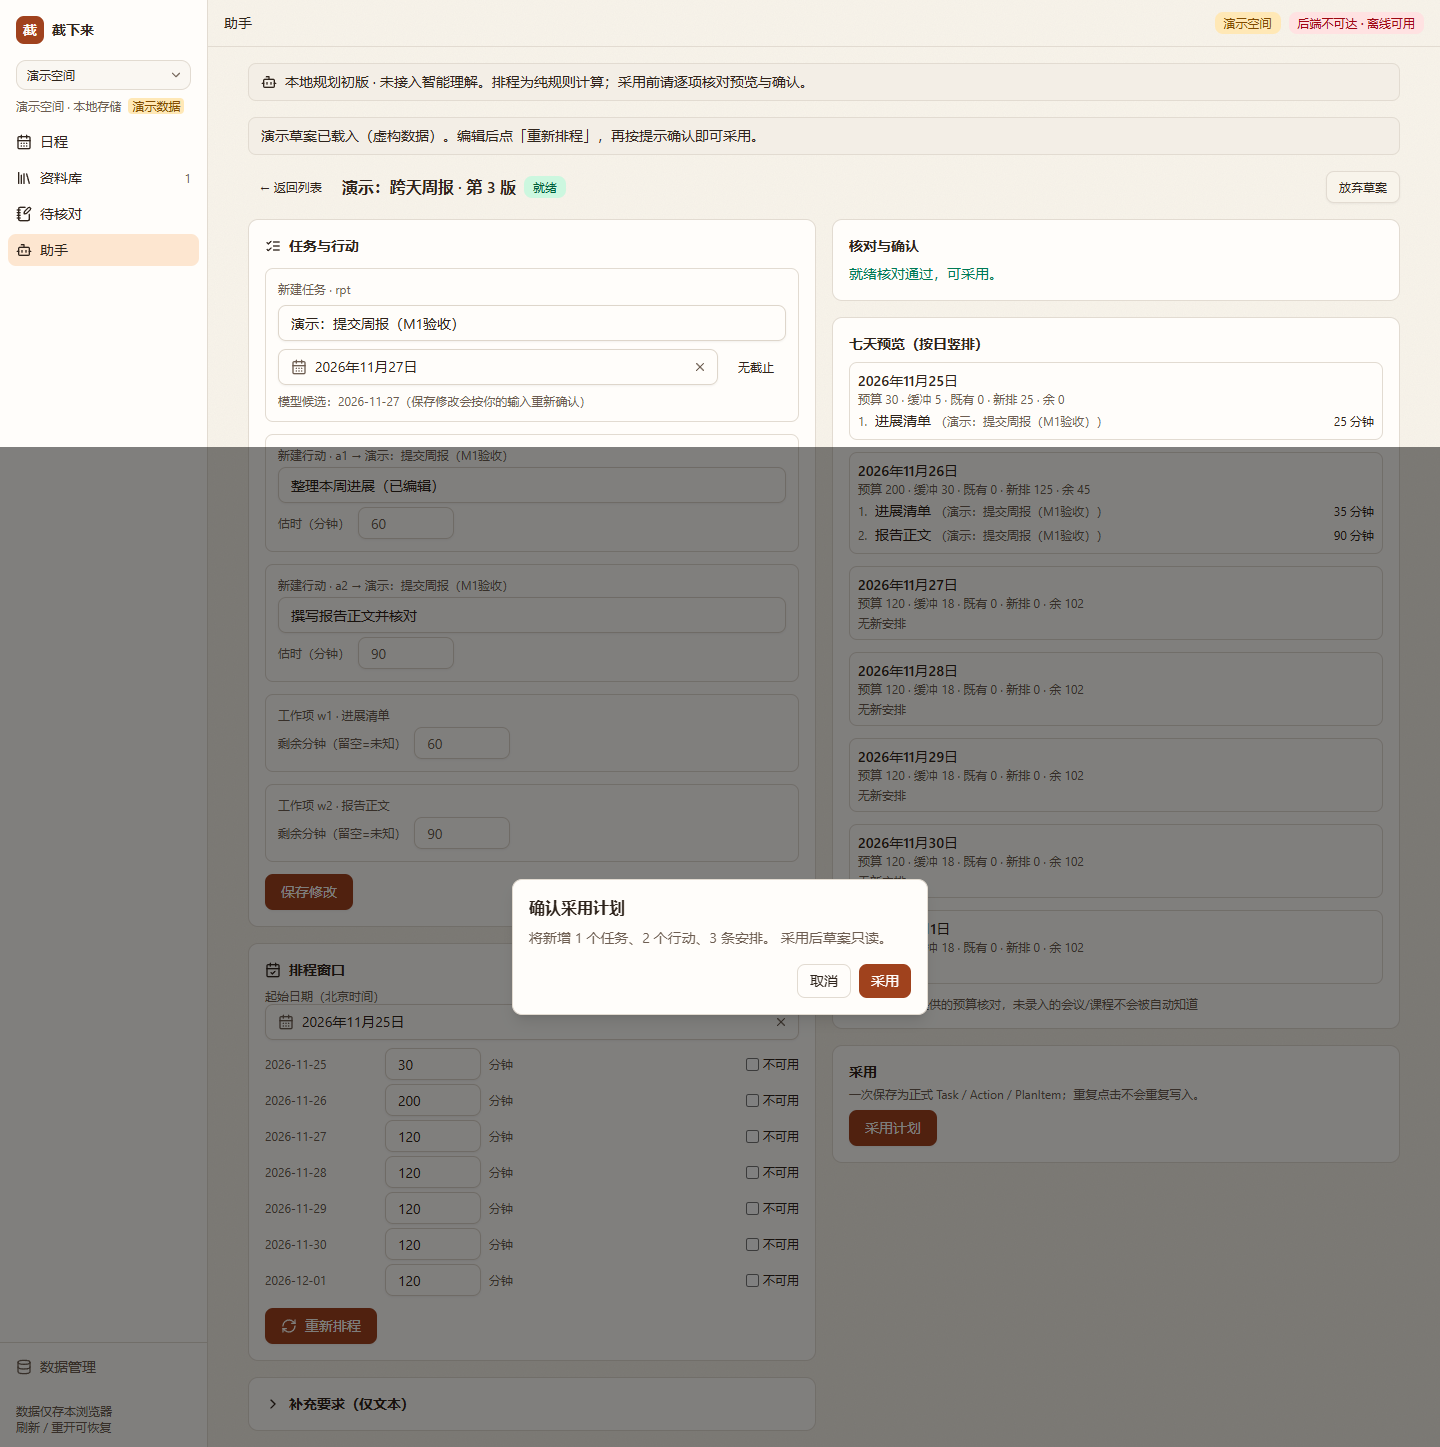 截 截下来
演示空间
演示空间 · 本地存储 演示数据
日程
资料库 1
待核对
助手
数据管理
数据仅存本浏览器
刷新 / 重开可恢复
助手
演示空间 后端不可达 · 离线可用
本地规划初版 · 未接入智能理解。排程为纯规则计算；采用前请逐项核对预览与确认。
演示草案已载入（虚构数据）。编辑后点「重新排程」，再按提示确认即可采用。
← 返回列表 演示：跨天周报 · 第 3 版 就绪 放弃草案
任务与行动
新建任务 · rpt
演示：提交周报（M1验收）
2026年11月27日 无截止
模型候选：2026-11-27（保存修改会按你的输入重新确认）
新建行动 · a1 → 演示：提交周报（M1验收）
整理本周进展（已编辑）
估时（分钟） 60
新建行动 · a2 → 演示：提交周报（M1验收）
撰写报告正文并核对
估时（分钟） 90
工作项 w1 · 进展清单
剩余分钟（留空=未知） 60
工作项 w2 · 报告正文
剩余分钟（留空=未知） 90
保存修改
排程窗口
起始日期（北京时间）
2026年11月25日
2026-11-25 30 分钟 不可用
2026-11-26 200 分钟 不可用
2026-11-27 120 分钟 不可用
2026-11-28 120 分钟 不可用
2026-11-29 120 分钟 不可用
2026-11-30 120 分钟 不可用
2026-12-01 120 分钟 不可用
重新排程
补充要求（仅文本）
核对与确认
就绪核对通过，可采用。
七天预览（按日竖排）
2026年11月25日
预算 30 · 缓冲 5 · 既有 0 · 新排 25 · 余 0
1. 进展清单 （演示：提交周报（M1验收）） 25 分钟
2026年11月26日
预算 200 · 缓冲 30 · 既有 0 · 新排 125 · 余 45
1. 进展清单 （演示：提交周报（M1验收）） 35 分钟
2. 报告正文 （演示：提交周报（M1验收）） 90 分钟
2026年11月27日
预算 120 · 缓冲 18 · 既有 0 · 新排 0 · 余 102
无新安排
2026年11月28日
预算 120 · 缓冲 18 · 既有 0 · 新排 0 · 余 102
无新安排
2026年11月29日
预算 120 · 缓冲 18 · 既有 0 · 新排 0 · 余 102
无新安排
2026年11月30日
预算 120 · 缓冲 18 · 既有 0 · 新排 0 · 余 102
1日
冲 18 · 既有 0 · 新排 0 · 余 102
供的预算核对，未录入的会议/课程不会被自动知道
采用
一次保存为正式 Task / Action / PlanItem；重复点击不会重复写入。
采用计划
确认采用计划
将新增 1 个任务、2 个行动、3 条安排。 采用后草案只读。
取消 采用